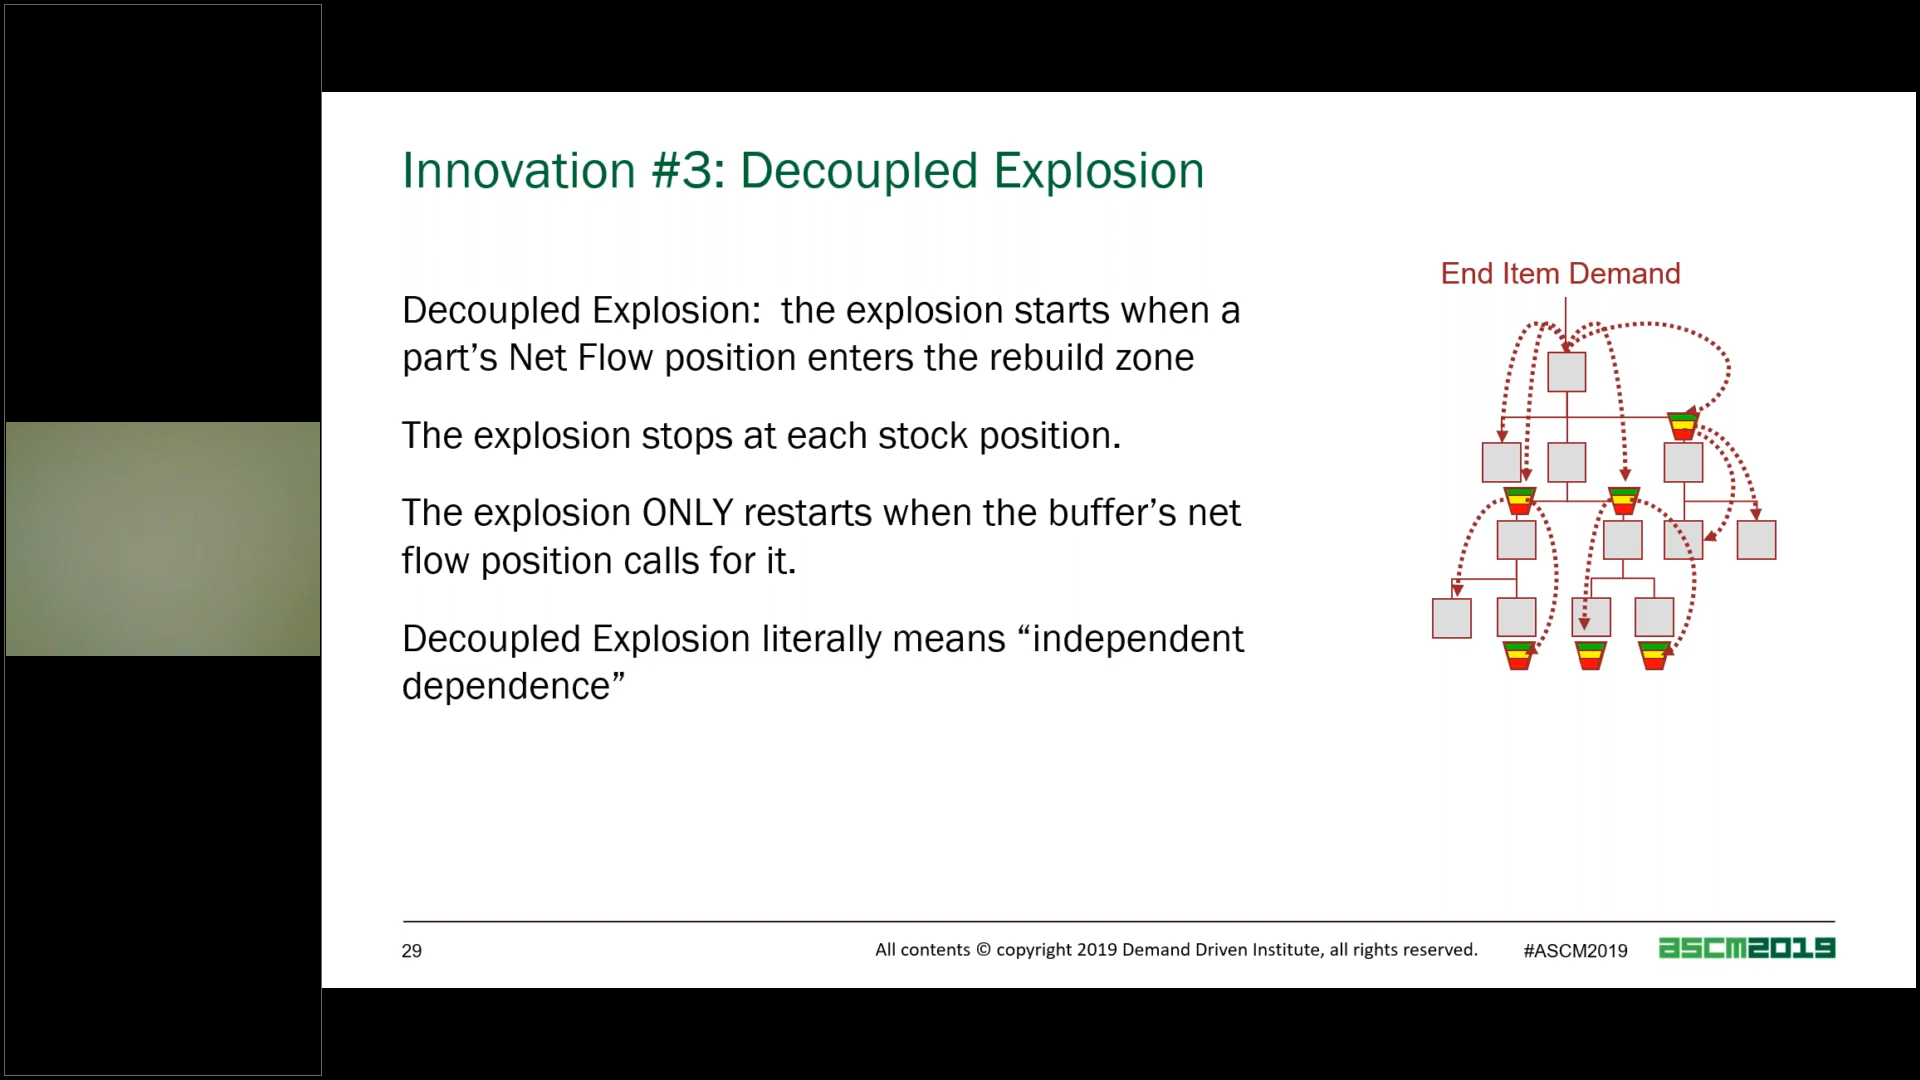 Innovation #3: Decoupled Explosion
Decoupled Explosion:  the explosion starts when a
part’s Net Flow position enters the rebuild zone
The explosion stops at each stock position.
The explosion ONLY restarts when the buffer’s net
flow position calls for it.
Decoupled Explosion literally means “independent
dependence”
End Item Demand
29
All contents © copyright 2019 Demand Driven Institute, all rights reserved.
#ASCM2019
ascm2019